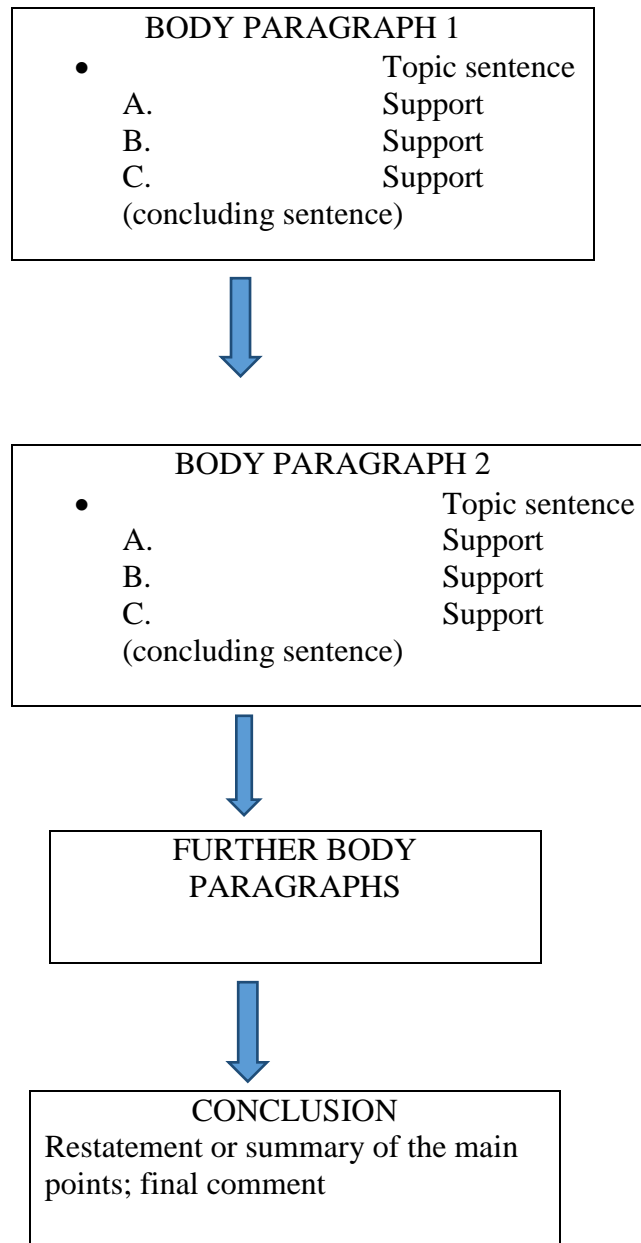 BODY PARAGRAPH 1
• Topic sentence
A. Support
B. Support
C. Support
(concluding sentence)
BODY PARAGRAPH 2
• Topic sentence
A. Support
B. Support
C. Support
(concluding sentence)
FURTHER BODY
PARAGRAPHS
CONCLUSION
Restatement or summary of the main
points; final comment